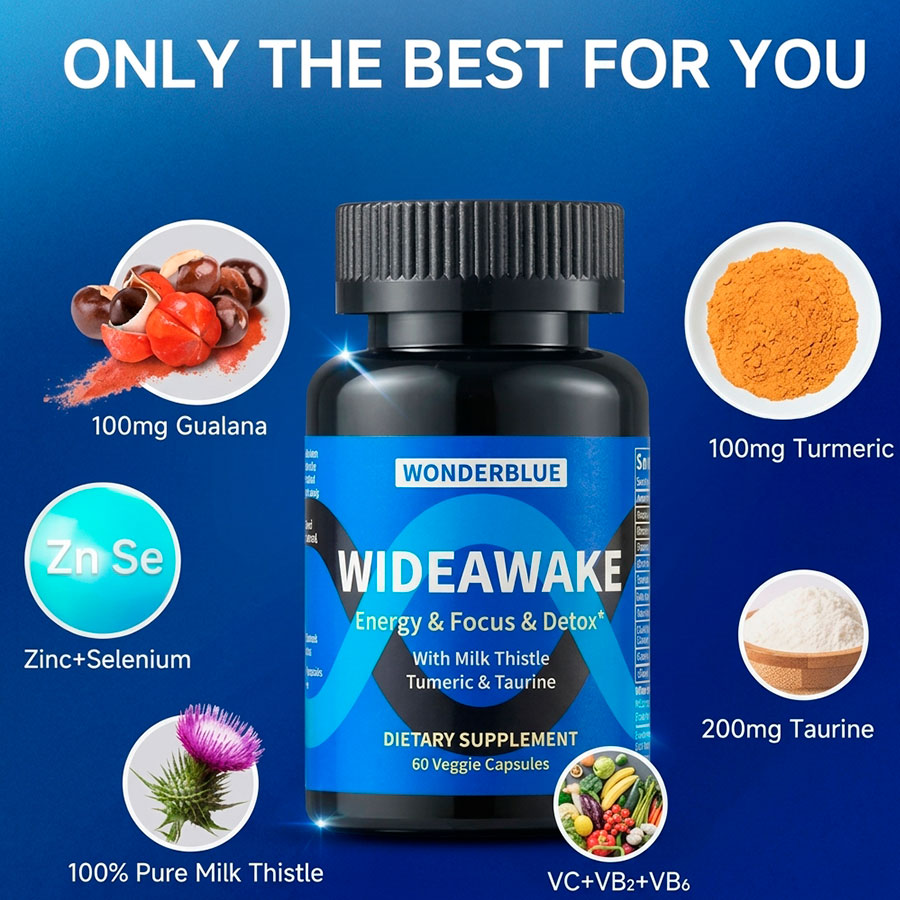 ONLY THE BEST FOR YOU
100mg Gualana
100mg Turmeric
WONDERBLUE
WIDEAWAKE
Energy & Focus & Detox*
With Milk Thistle
Tumeric & Taurine
DIETARY SUPPLEMENT
60 Veggie Capsules
Zn Se
Zinc+Selenium
200mg Taurine
100% Pure Milk Thistle
VC+VB₂+VB₆